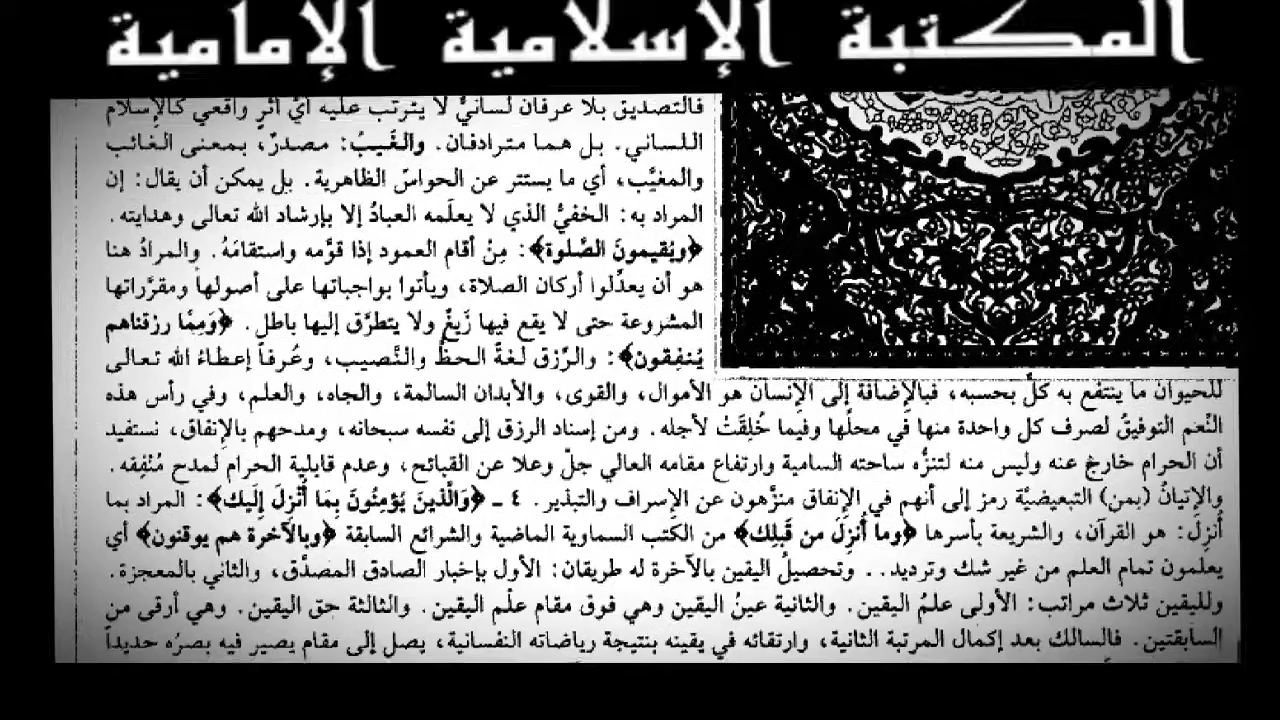 المكتبة الإسلامية الإمامية
فالتصديق بلا عرفان لسانيٌّ لا يترتب عليه أيُّ أثرٍ واقعي كالإسلام
اللساني. بل هما مترادفان. والغَيبُ: مصدرٌ، بمعنى الغائب
والمغيَّب، أي ما يستتر عن الحواسّ الظاهرية. بل يمكن أن يقال: إن
المراد به: الخفيُّ الذي لا يعلَمه العبادُ إلا بإرشاد الله تعالى وهدايته.
﴿ويُقيمونَ الصَّلوة﴾: مِنْ أقام العمود إذا قوَّمه واستقامَهُ. والمرادُ هنا
هو أن يعدِّلوا أركان الصلاة، ويأتوا بواجباتها على أصولها ومقرَّراتها
المشروعة حتى لا يقع فيها زَيغٌ ولا يتطرَّق إليها باطل. ﴿وَمِمّا رزقناهم
يُنفِقون﴾: والرِّزق لغةً الحظُّ والنَّصيب، وعُرفاً إعطاءُ الله تعالى
للحيوان ما ينتفع به كلٌّ بحسبه، فبالإضافة إلى الإنسان هو الأموال، والقوى، والأبدان السالمة، والجاه، والعلم، وفي رأس هذه
النِّعم التوفيقُ لصرف كل واحدة منها في محلِّها وفيما خُلِقَتْ لأجله. ومن إسناد الرزق إلى نفسه سبحانه، ومدحهم بالإنفاق، نستفيد
أن الحرام خارج عنه وليس منه لتنزُّه ساحته السامية وارتفاع مقامه العالي جلّ وعلا عن القبائح، وعدم قابلية الحرام لمدح مُنْفِقه.
والإتيانُ (بمن) التبعيضيَّة رمز إلى أنهم في الإنفاق منزَّهون عن الإسراف والتبذير. ٤ ـ ﴿وَالَّذينَ يُؤمِنُونَ بِمَا أُنْزِلَ إِلَيك﴾: المراد بما
أُنزِلَ: هو القرآن، والشريعة بأسرها ﴿وما أُنْزِلَ من قَبلِك﴾ من الكتب السماوية الماضية والشرائع السابقة ﴿وبالآخرة هم يوقنون﴾ أي
يعلمون تمام العلم من غير شك وترديد.. وتحصيلُ اليقين بالآخرة له طريقان: الأول بإخبار الصادق المصدَّق، والثاني بالمعجزة.
ولليقين ثلاث مراتب: الأولى علمُ اليقين. والثانية عينُ اليقين وهي فوق مقام علْم اليقين. والثالثة حق اليقين. وهي أرقى من
السابقتين. فالسالك بعد إكمال المرتبة الثانية، وارتقائه في يقينه بنتيجة رياضاته النفسانية، يصل إلى مقام يصير فيه بصرُه حديداً